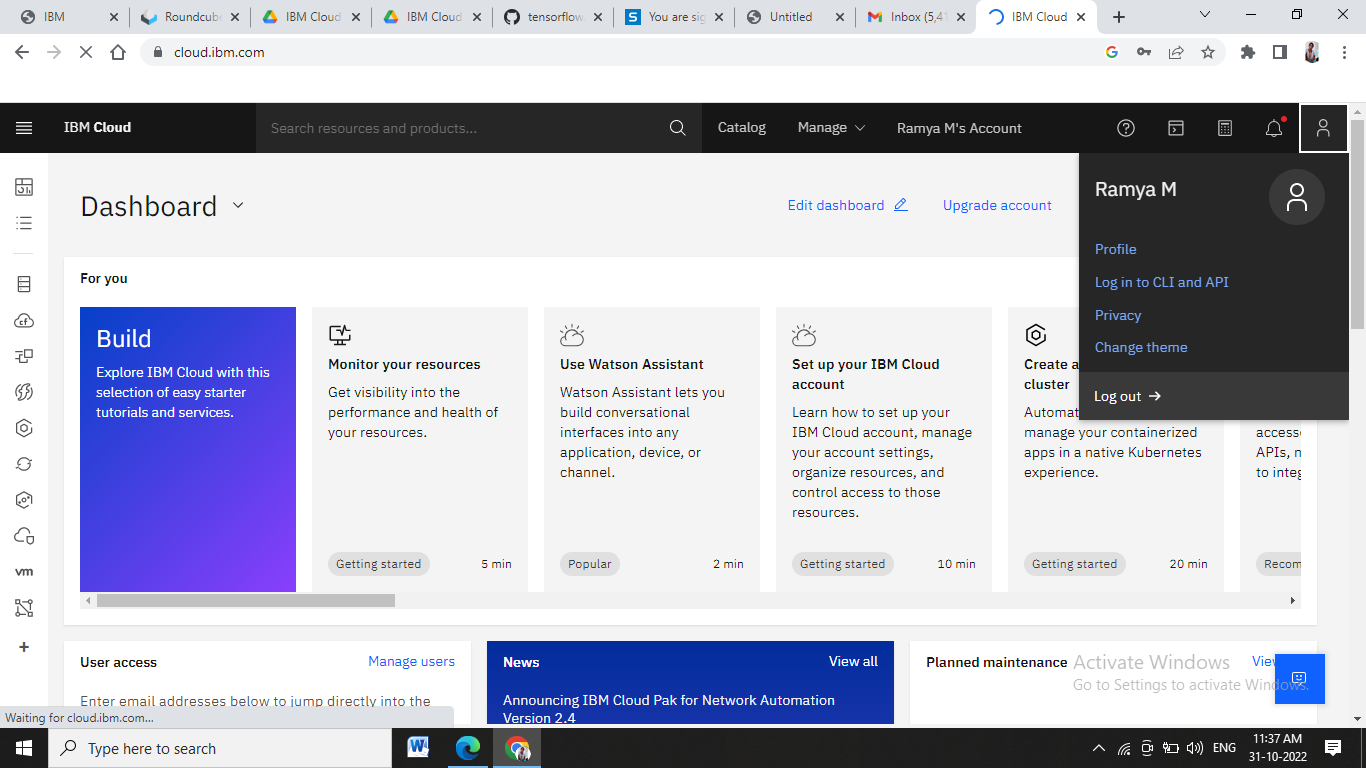 IBM
Roundcube
IBM Cloud
IBM Cloud
tensorflow
You are sig
Untitled
Inbox (5,41
IBM Cloud
cloud.ibm.com
IBM Cloud
Search resources and products...
Catalog
Manage
Ramya M's Account
Dashboard
Edit dashboard
Upgrade account
Ramya M
Profile
Log in to CLI and API
Privacy
Change theme
Log out
For you
Build
Explore IBM Cloud with this
selection of easy starter
tutorials and services.
Monitor your resources
Get visibility into the
performance and health of
your resources.
Getting started
5 min
Use Watson Assistant
Watson Assistant lets you
build conversational
interfaces into any
application, device, or
channel.
Popular
2 min
Set up your IBM Cloud
account
Learn how to set up your
IBM Cloud account, manage
your account settings,
organize resources, and
control access to those
resources.
Getting started
10 min
Create a
cluster
Automat
manage your containerized
apps in a native Kubernetes
experience.
Getting started
20 min
access
APIs, n
to integ
Recom
User access
Manage users
Enter email addresses below to jump directly into the
News
View all
Announcing IBM Cloud Pak for Network Automation
Version 2.4
Planned maintenance
View
Activate Windows
Go to Settings to activate Windows.
Waiting for cloud.ibm.com...
cf
vm
Type here to search
ENG
11:37 AM
31-10-2022